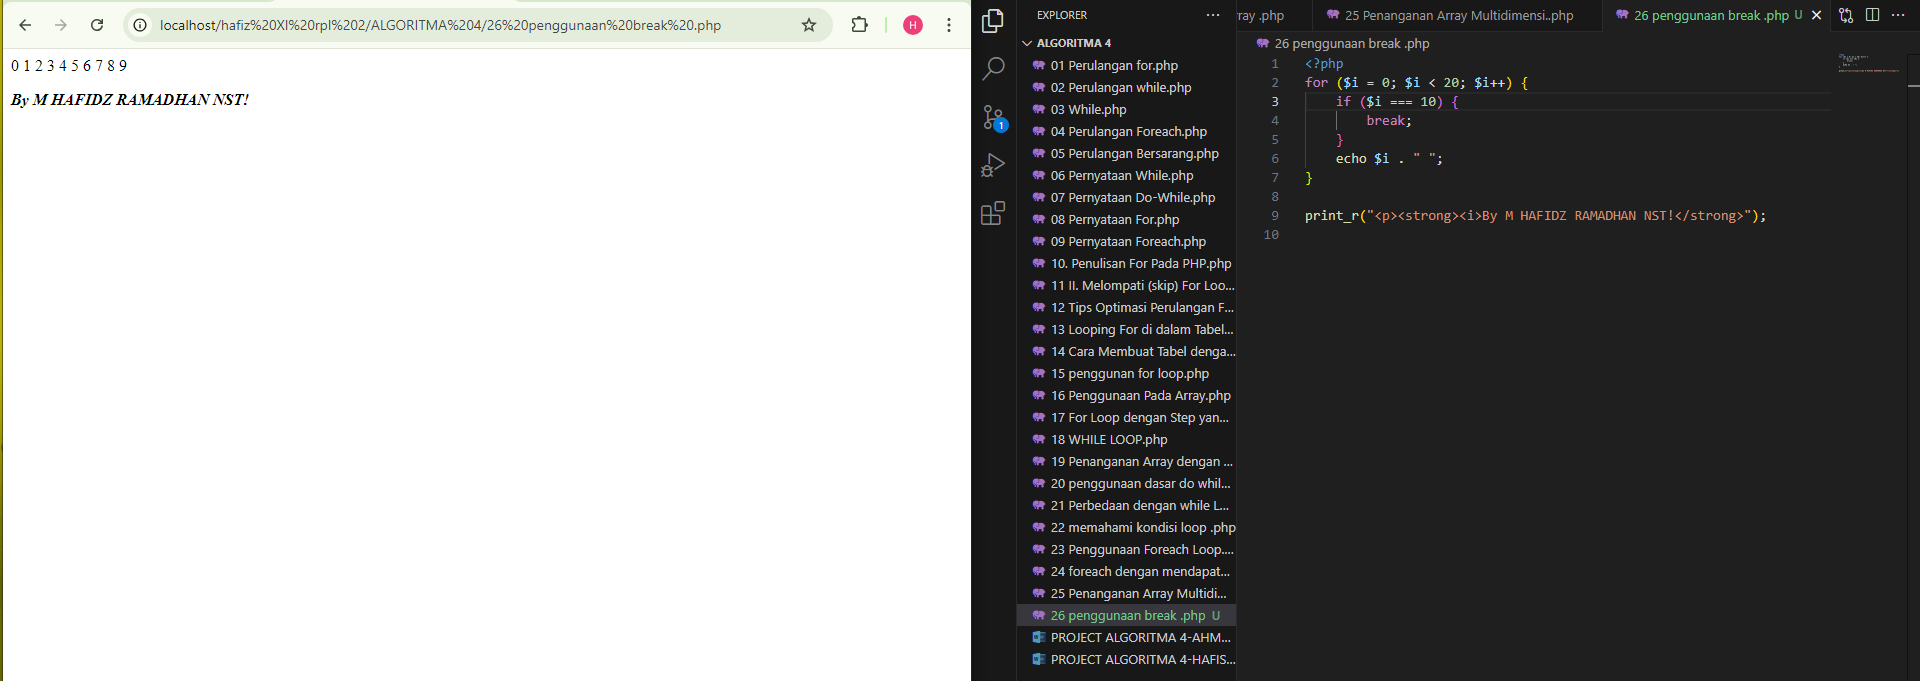 localhost/hafiz%20XI%20rpl%202/ALGORITMA%204/26%20penggunaan%20break%20.php
H
0 1 2 3 4 5 6 7 8 9
By M HAFIDZ RAMADHAN NST!
1
EXPLORER
ALGORITMA 4
01 Perulangan for.php
02 Perulangan while.php
03 While.php
04 Perulangan Foreach.php
05 Perulangan Bersarang.php
06 Pernyataan While.php
07 Pernyataan Do-While.php
08 Pernyataan For.php
09 Pernyataan Foreach.php
10. Penulisan For Pada PHP.php
11 II. Melompati (skip) For Loo...
12 Tips Optimasi Perulangan F...
13 Looping For di dalam Tabel...
14 Cara Membuat Tabel denga...
15 penggunan for loop.php
16 Penggunaan Pada Array.php
17 For Loop dengan Step yan...
18 WHILE LOOP.php
19 Penanganan Array dengan ...
20 penggunaan dasar do whil...
21 Perbedaan dengan while L...
22 memahami kondisi loop .php
23 Penggunaan Foreach Loop....
24 foreach dengan mendapat...
25 Penanganan Array Multidi...
26 penggunaan break .php U
PROJECT ALGORITMA 4-AHM...
PROJECT ALGORITMA 4-HAFIS...
ray .php 25 Penanganan Array Multidimensi..php 26 penggunaan break .php U
26 penggunaan break .php
1 <?php
2 for ($i = 0; $i < 20; $i++) {
3 if ($i === 10) {
4 break;
5 }
6 echo $i . " ";
7 }
8
9 print_r("<p><strong><i>By M HAFIDZ RAMADHAN NST!</strong>");
10